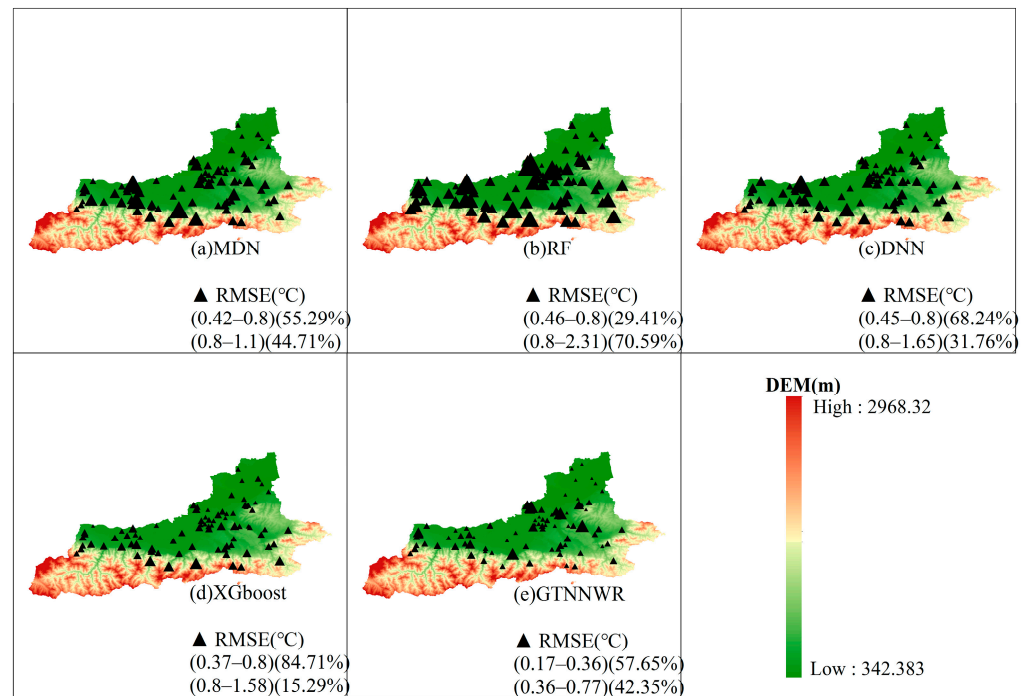 (a)MDN
▲ RMSE(℃)
(0.42–0.8)(55.29%)
(0.8–1.1)(44.71%)
(b)RF
▲ RMSE(℃)
(0.46–0.8)(29.41%)
(0.8–2.31)(70.59%)
(c)DNN
▲ RMSE(℃)
(0.45–0.8)(68.24%)
(0.8–1.65)(31.76%)
(d)XGboost
▲ RMSE(℃)
(0.37–0.8)(84.71%)
(0.8–1.58)(15.29%)
(e)GTNNWR
▲ RMSE(℃)
(0.17–0.36)(57.65%)
(0.36–0.77)(42.35%)
DEM(m)
High : 2968.32
Low : 342.383